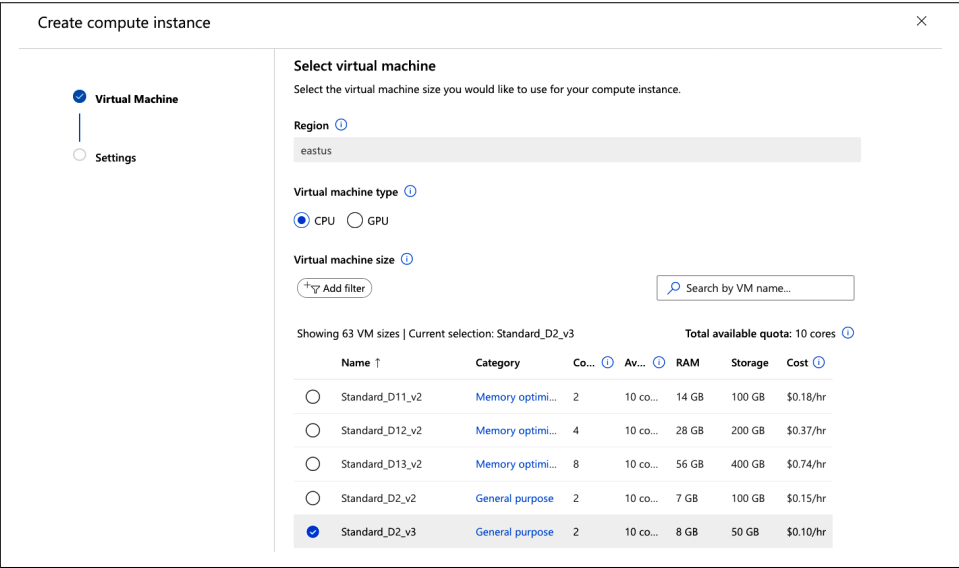 Create compute instance
Virtual Machine
Settings
Select virtual machine
Select the virtual machine size you would like to use for your compute instance.
Region
eastus
Virtual machine type
CPU GPU
Virtual machine size
Add filter
Search by VM name...
Showing 63 VM sizes | Current selection: Standard_D2_v3 Total available quota: 10 cores
Name ↑ Category Co... Av... RAM Storage Cost
Standard_D11_v2 Memory optimi... 2 10 co... 14 GB 100 GB $0.18/hr
Standard_D12_v2 Memory optimi... 4 10 co... 28 GB 200 GB $0.37/hr
Standard_D13_v2 Memory optimi... 8 10 co... 56 GB 400 GB $0.74/hr
Standard_D2_v2 General purpose 2 10 co... 7 GB 100 GB $0.15/hr
Standard_D2_v3 General purpose 2 10 co... 8 GB 50 GB $0.10/hr